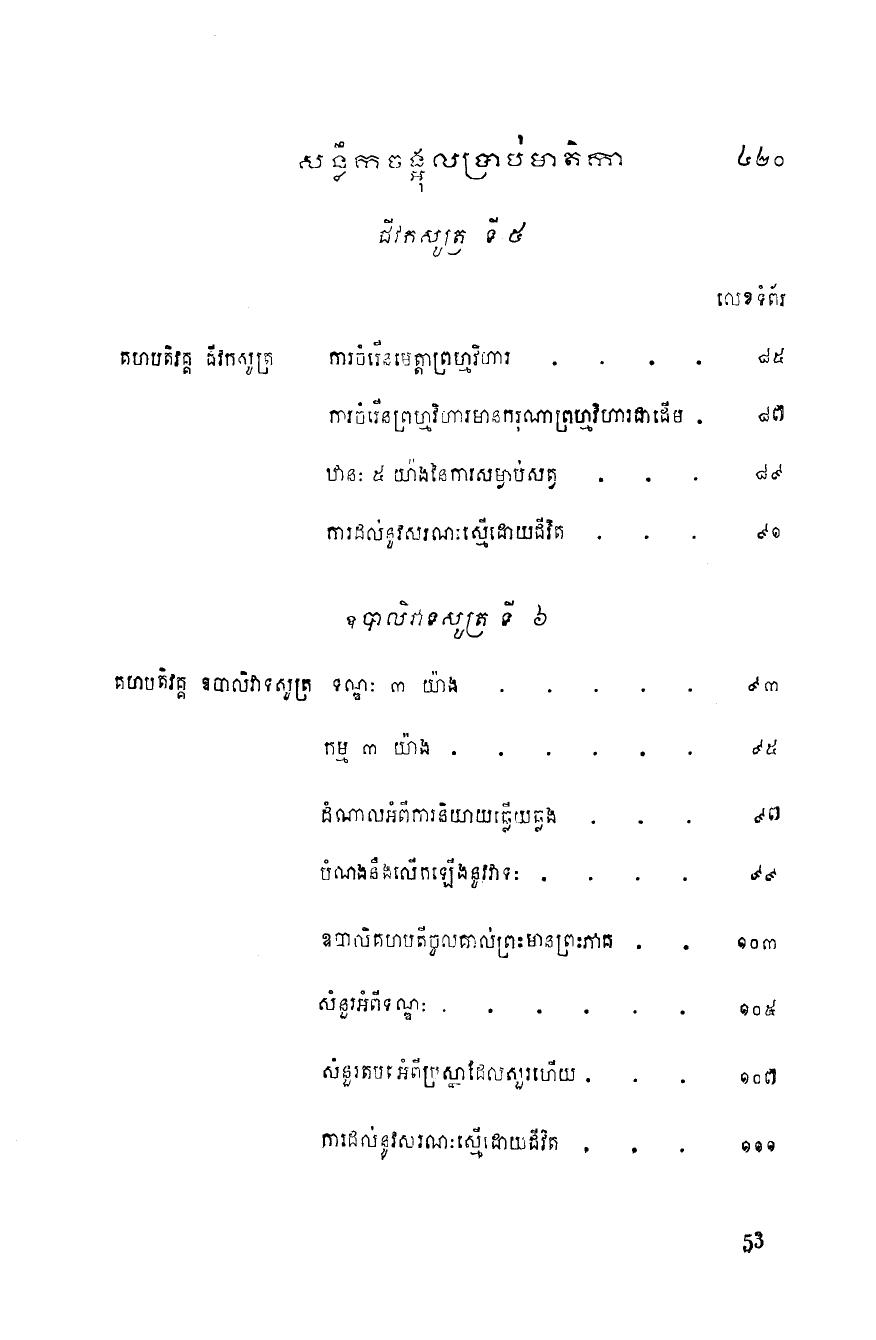 សន្លឹកចង្អុលប្រាប់មាតិកា ៤២០
ជីវកសូត្រ ទី ៥
លេខទំព័រ
គហបតិវគ្គ ជីវកសូត្រ ការចំរើនមេត្តាព្រហ្មវិហារ . . . . ៨៥
ការចំរើនព្រហ្មវិហារមានករុណាព្រហ្មវិហារជាដើម . ៨៧
ឋានៈ ៥ យ៉ាងនៃការសម្លាប់សត្វ . . . ៨៩
ការដល់នូវសរណៈស្មើដោយជីវិត . . . ៩១
ឧបាលិវាទសូត្រ ទី ៦
គហបតិវគ្គ ឧបាលិវាទសូត្រ ទណ្ឌៈ ៣ យ៉ាង . . . . . ៩៣
កម្ម ៣ យ៉ាង . . . . . . ៩៥
ដំណាលអំពីការនិយាយឆ្លើយឆ្លង . . . ៩៧
បំណងនឹងលើកឡើងនូវវាទៈ . . . . ៩៩
ឧបាលិគហបតីចូលគាល់ព្រះមានព្រះភាគ . . ១០៣
សំនួរអំពីទណ្ឌៈ . . . . . . ១០៥
សំនួរតបអំពីប្រស្នាដែលសួរហើយ . . . ១០៧
ការដល់នូវសរណៈស្មើដោយជីវិត . . . ១១១
53